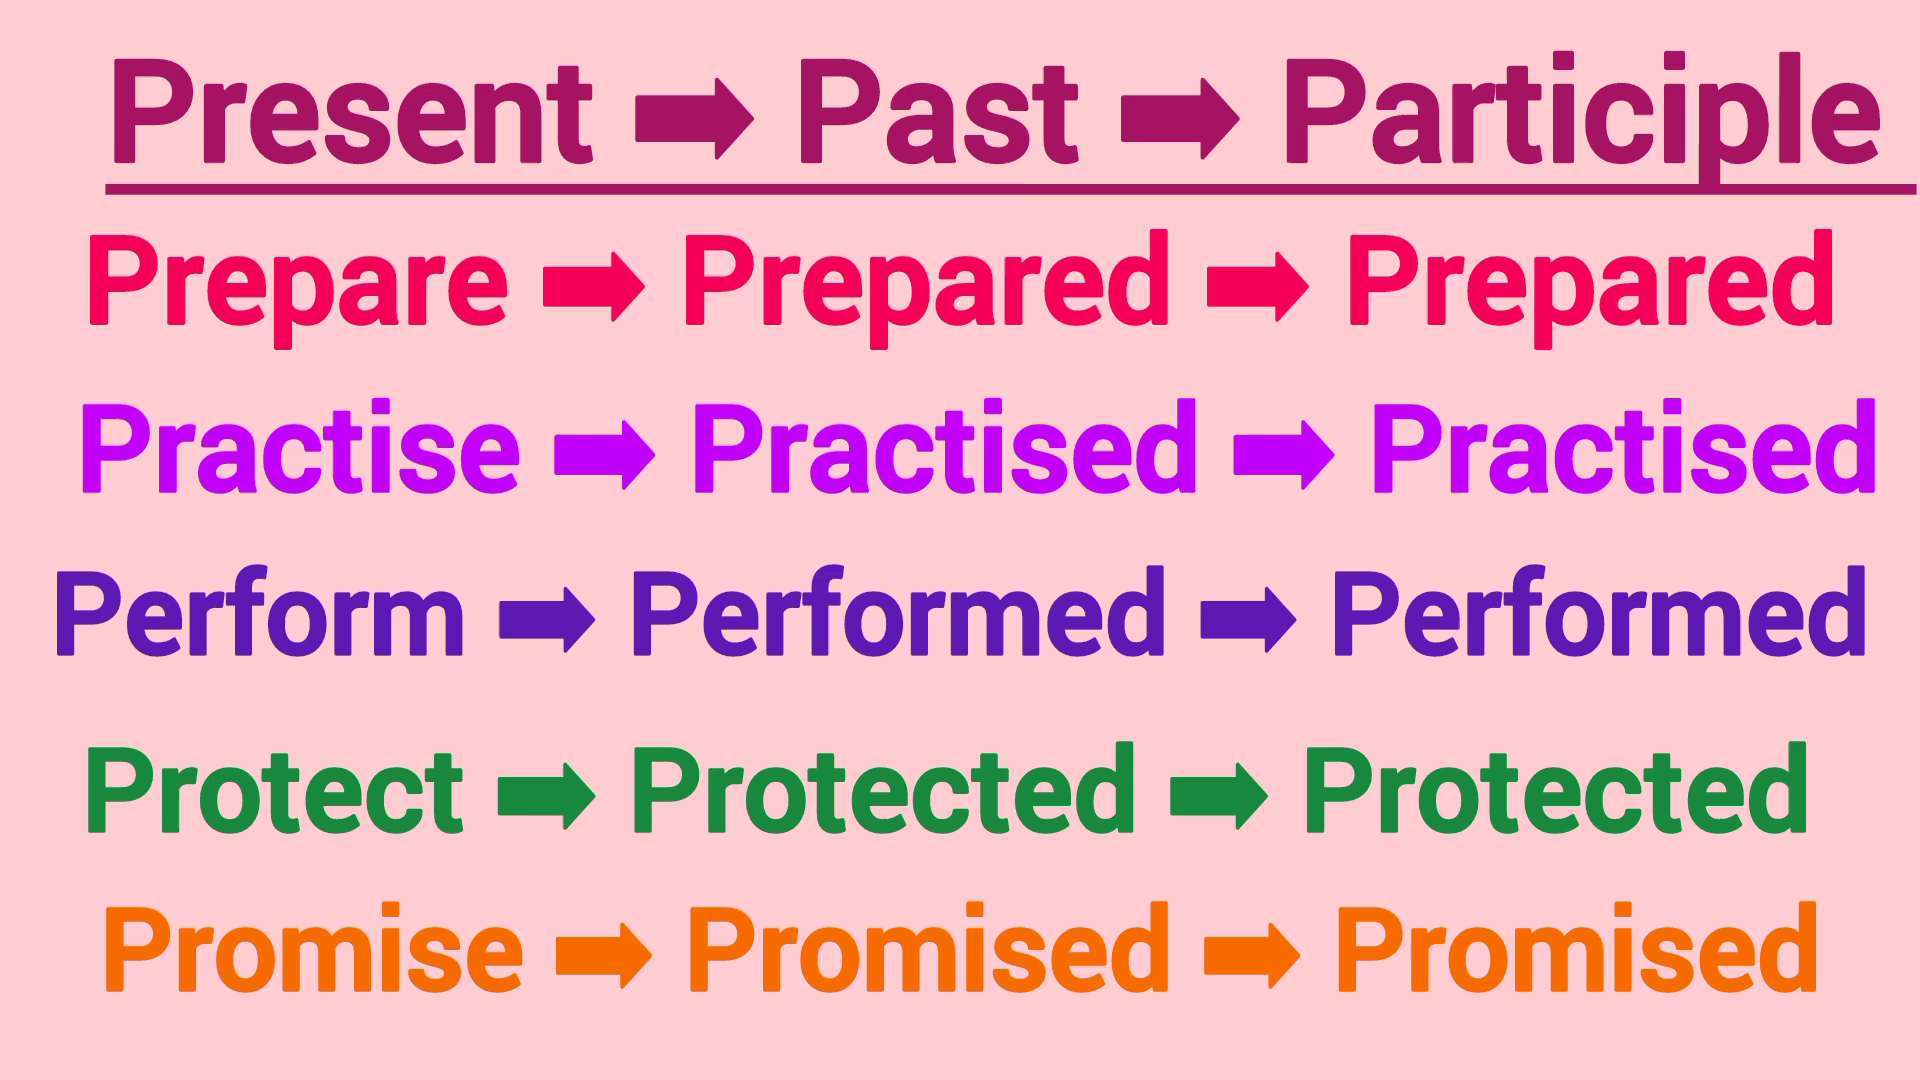 Present ➡ Past ➡ Participle
Prepare ➡ Prepared ➡ Prepared
Practise ➡ Practised ➡ Practised
Perform ➡ Performed ➡ Performed
Protect ➡ Protected ➡ Protected
Promise ➡ Promised ➡ Promised